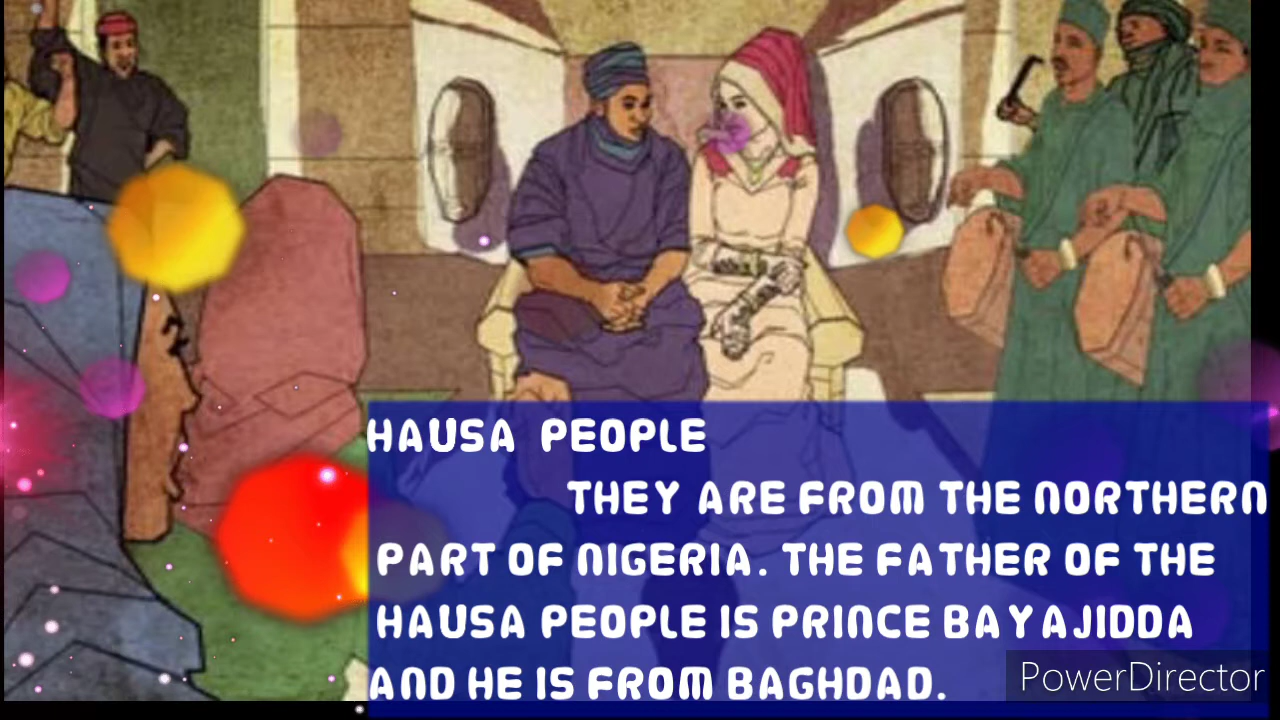 HAUSA PEOPLE
THEY ARE FROM THE NORTHERN
PART OF NIGERIA. THE FATHER OF THE
HAUSA PEOPLE IS PRINCE BAYAJIDDA
AND HE IS FROM BAGHDAD.
PowerDirector